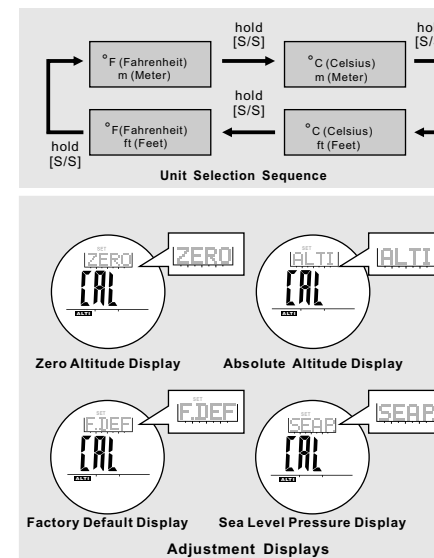 hold
[S/S]
°F (Fahrenheit)
m (Meter)
°C (Celsius)
m (Meter)
hold
[S/S]
°F(Fahrenheit)
ft (Feet)
°C (Celsius)
ft (Feet)
hold
[S/S]
Unit Selection Sequence
SET
ZERO
ZERO
CAL
ALTI
SET
ALTI
ALTI
CAL
ALTI
Zero Altitude Display
Absolute Altitude Display
SET
F.DEF
F.DEF
CAL
ALTI
SET
SEAP
SEAP
CAL
ALTI
Factory Default Display
Sea Level Pressure Display
Adjustment Displays